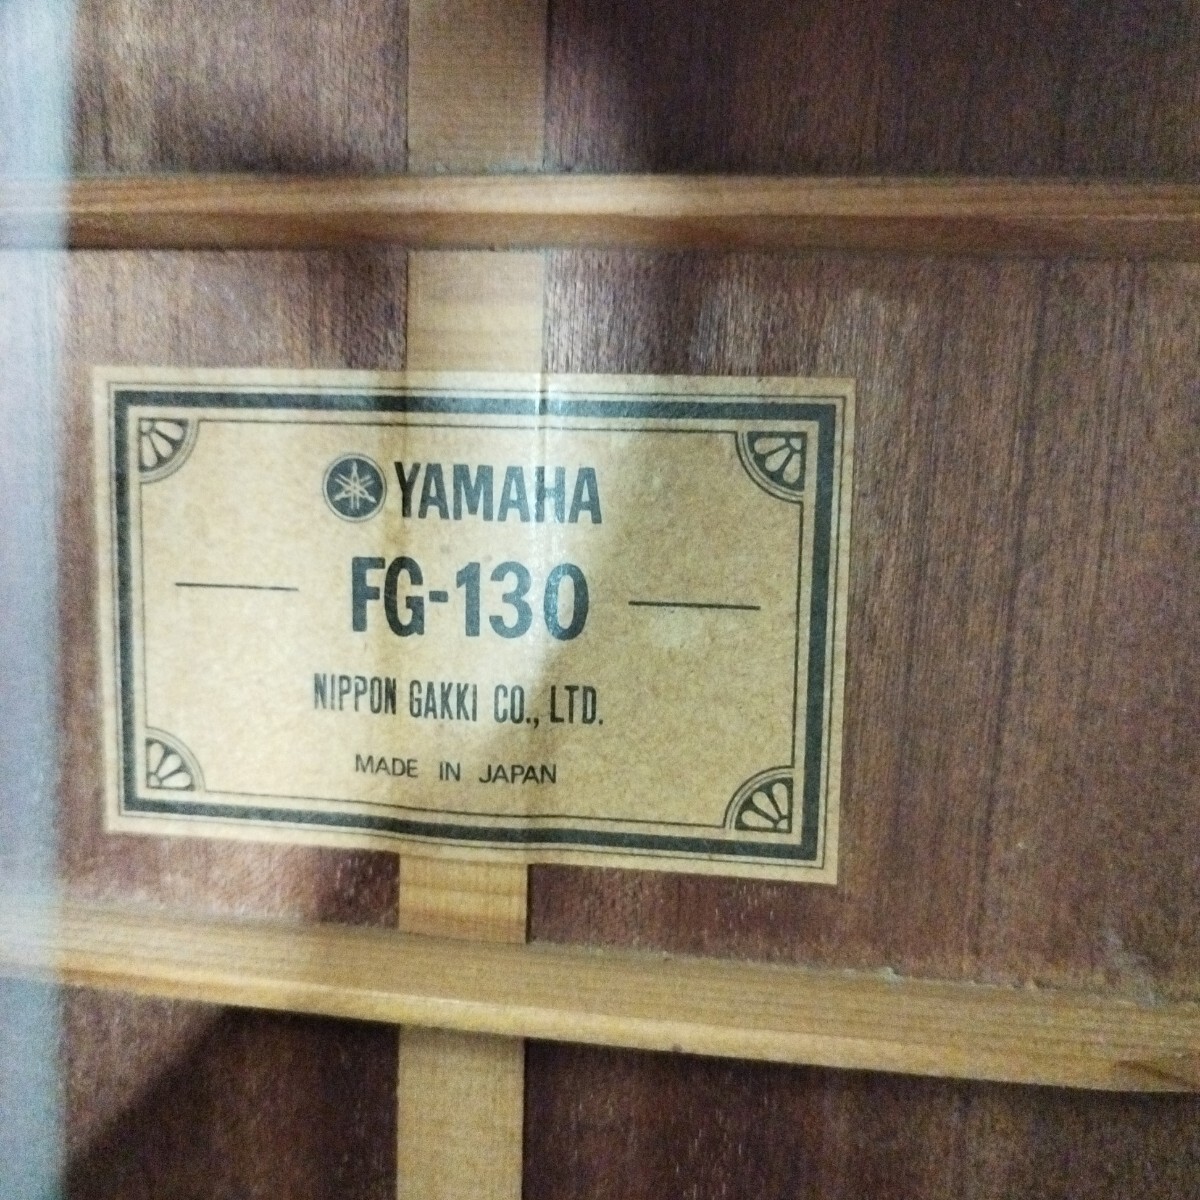 YAMAHA
FG-130
NIPPON GAKKI CO., LTD.
MADE IN JAPAN